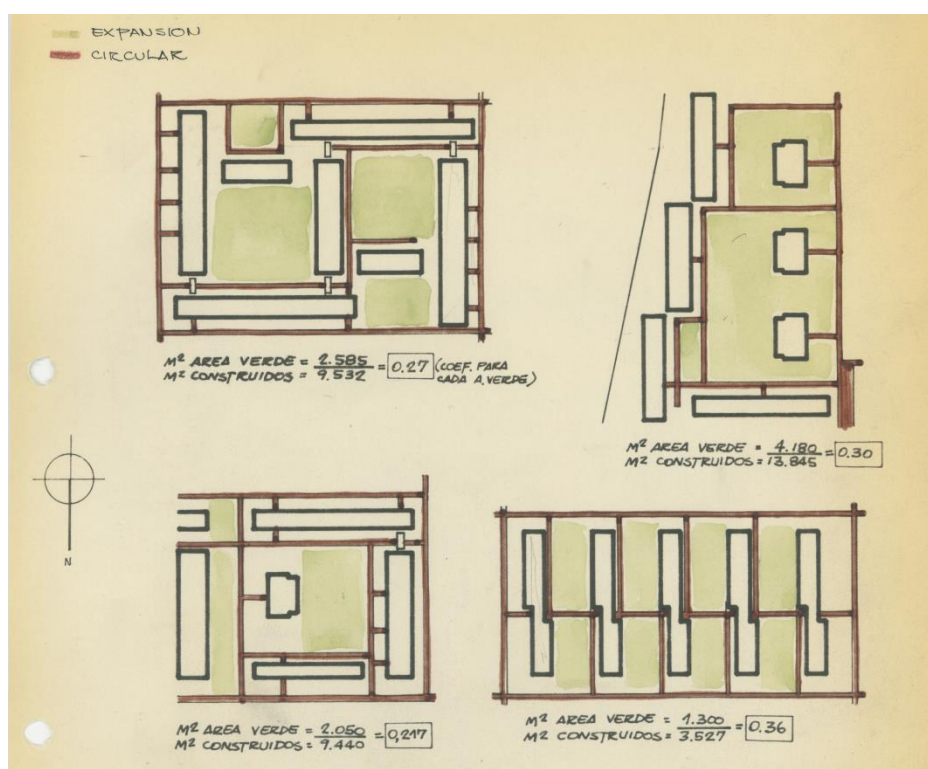 EXPANSION
CIRCULAR
M² AREA VERDE = 2.585 = 0.27 (COEF. PARA
M² CONSTRUIDOS = 9.532 CADA A. VERDE)
M² AREA VERDE = 4.180 = 0.30
M² CONSTRUIDOS = 13.845
N
M² AREA VERDE = 2.050 = 0,217
M² CONSTRUIDOS = 9.440
M² AREA VERDE = 1.300 = 0.36
M² CONSTRUIDOS = 3.527